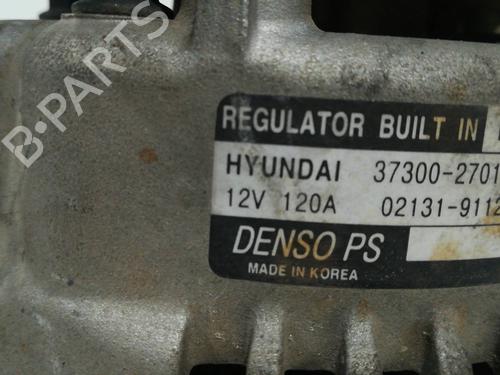 B-PARTS
REGULATOR BUILT IN
HYUNDAI 37300-2701
12V 120A 02131-9112
DENSO PS
MADE IN KOREA